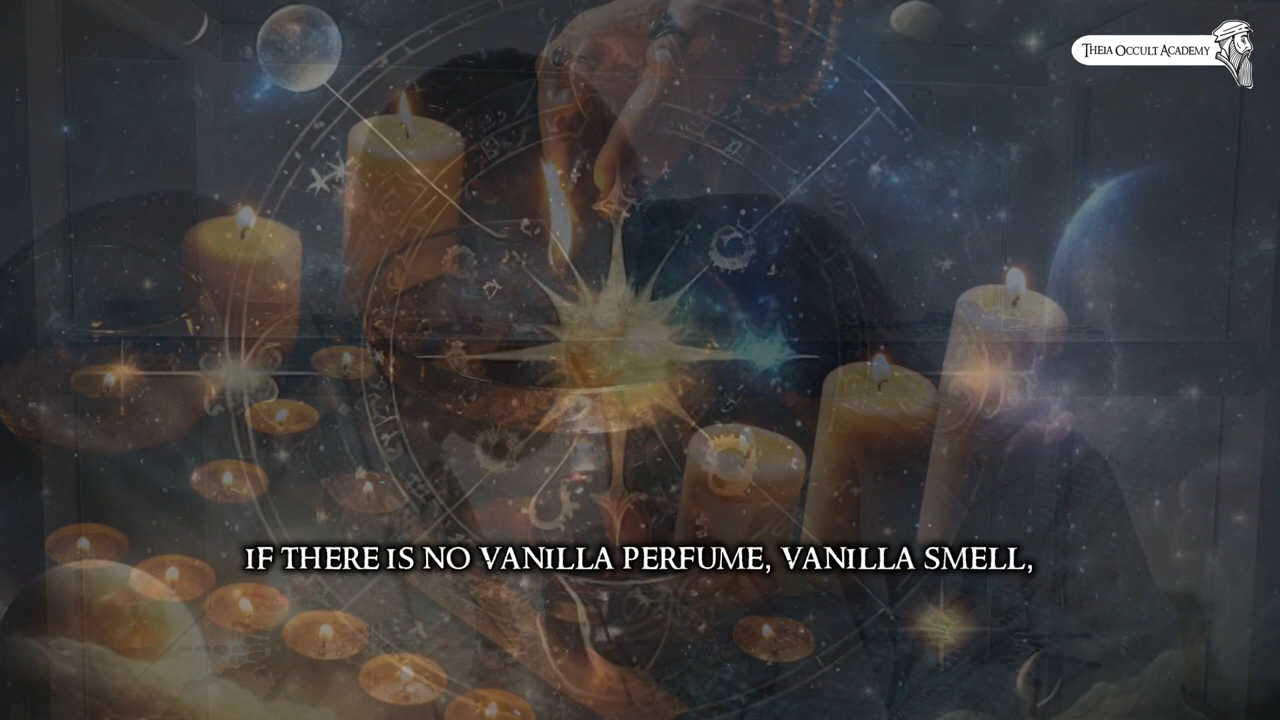 THEIA OCCULT ACADEMY
IF THERE IS NO VANILLA PERFUME, VANILLA SMELL,